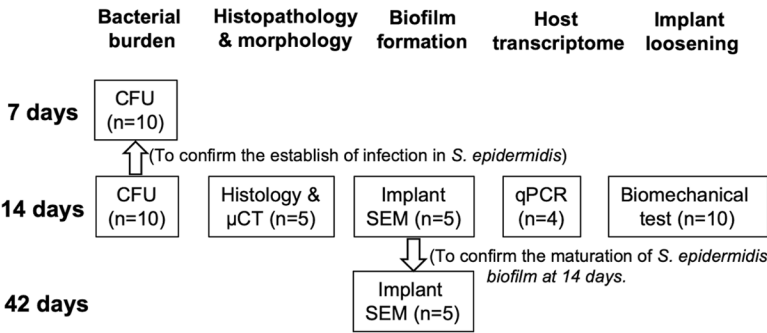 Bacterial burden
Histopathology & morphology
Biofilm formation
Host transcriptome
Implant loosening
7 days
CFU (n=10)
(To confirm the establish of infection in S. epidermidis)
14 days
CFU (n=10)
Histology & µCT (n=5)
Implant SEM (n=5)
qPCR (n=4)
Biomechanical test (n=10)
(To confirm the maturation of S. epidermidis
biofilm at 14 days.
42 days
Implant SEM (n=5)